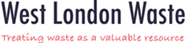 West London Waste
Treating waste as a valuable resource